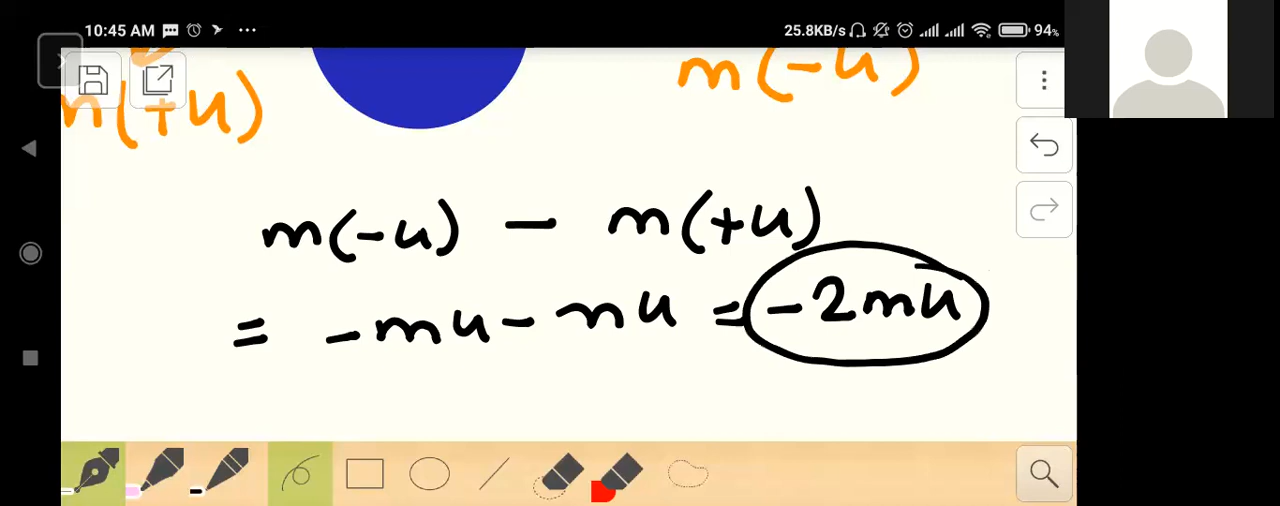 10:45 AM ... 25.8KB/s 94%
m(+u) m(-u)
m(-u) - m(+u)
= -mu - mu = -2mu